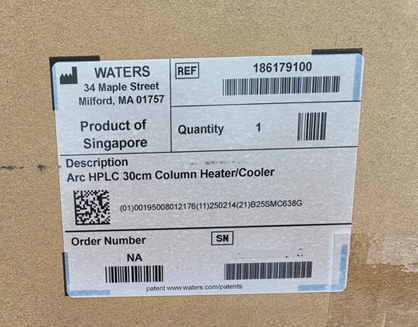 WATERS
34 Maple Street
Milford, MA 01757
REF 186179100
Product of
Singapore
Quantity 1
Description
Arc HPLC 30cm Column Heater/Cooler
(01)00195008012176(11)250214(21)B25SMC638G
Order Number
NA
SN
patent www.waters.com/patents